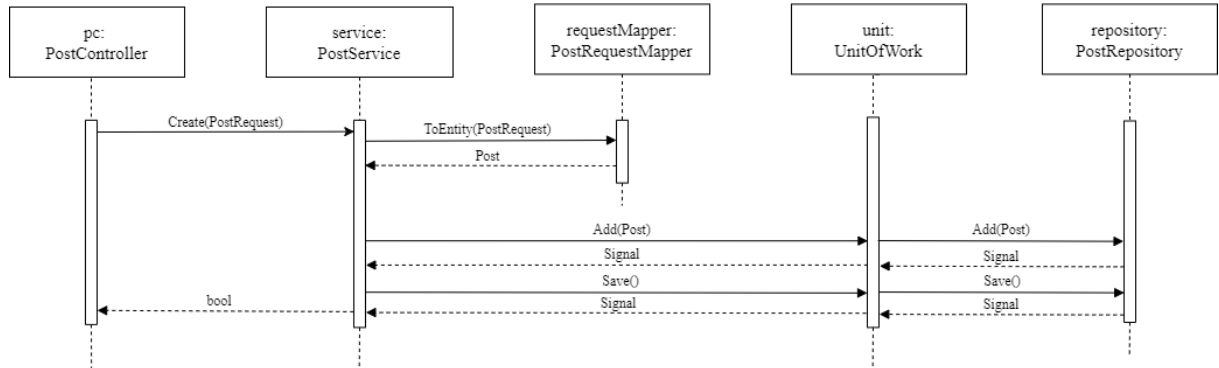 pc:
PostController
service:
PostService
requestMapper:
PostRequestMapper
unit:
UnitOfWork
repository:
PostRepository
Create(PostRequest)
ToEntity(PostRequest)
Post
Add(Post)
Add(Post)
Signal
Signal
Save()
Save()
bool
Signal
Signal